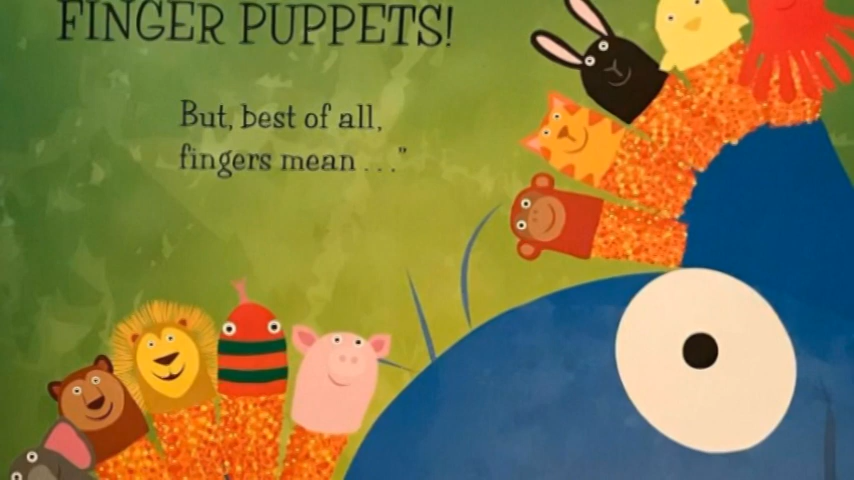 FINGER PUPPETS!
But, best of all,
fingers mean . . ."